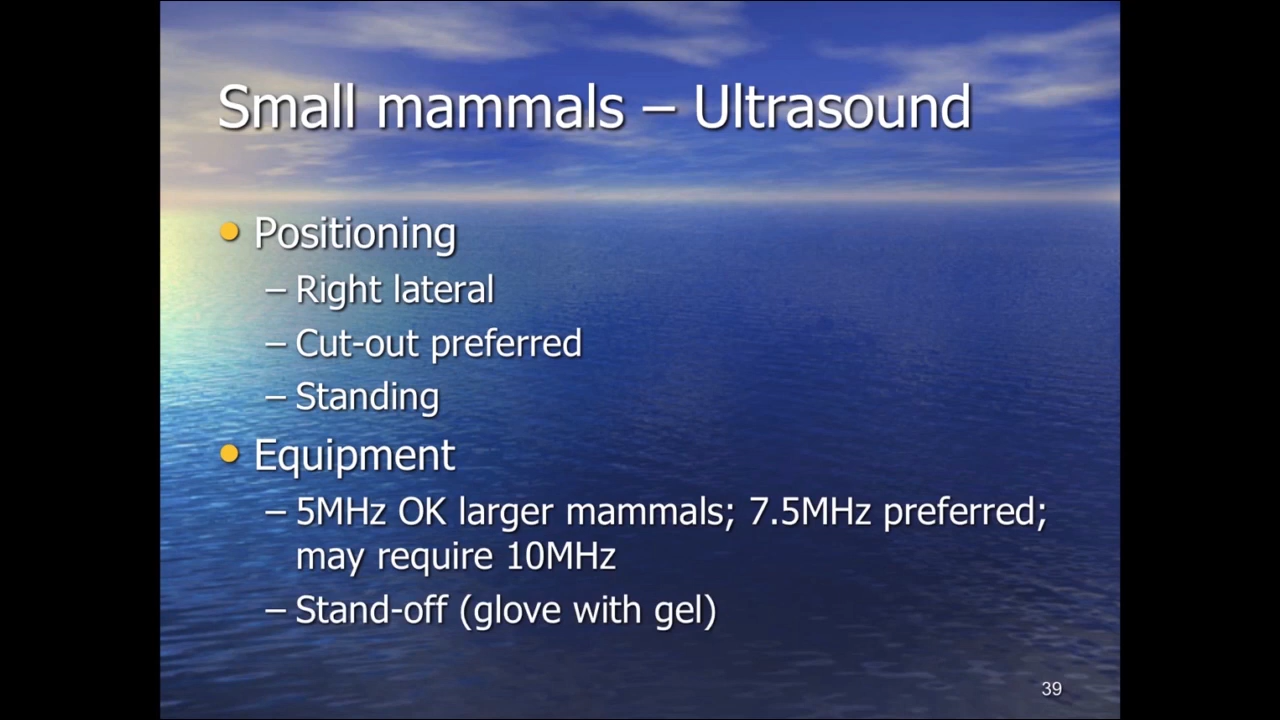 Small mammals – Ultrasound
• Positioning
– Right lateral
– Cut-out preferred
– Standing
• Equipment
– 5MHz OK larger mammals; 7.5MHz preferred;
may require 10MHz
– Stand-off (glove with gel)
39